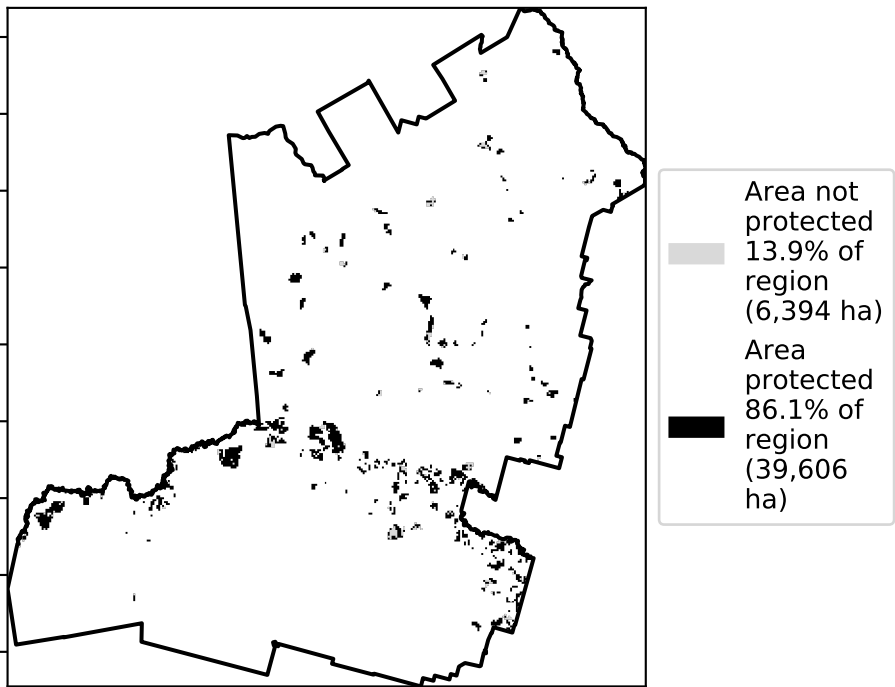 Area not
protected
13.9% of
region
(6,394 ha)
Area
protected
86.1% of
region
(39,606
ha)